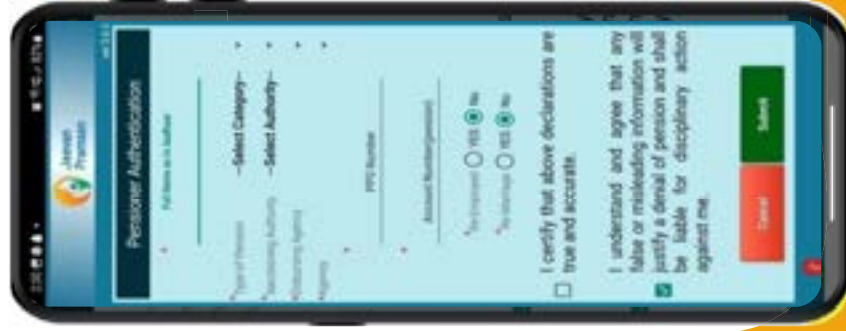 Jeevan
Pramaan
Pensioner Authentication
* Full Name as in Aadhaar
* Type of Pension --Select Category--
* Sanctioning Authority --Select Authority--
* Disbursing Agency
* Agency
* PPO Number
* Account Number(pension)
* Re-Employed YES No
* Re-Married YES No
I certify that above declarations are
true and accurate.
I understand and agree that any
false or misleading information will
justify a denial of pension and shall
be liable for disciplinary action
against me.
Cancel Submit